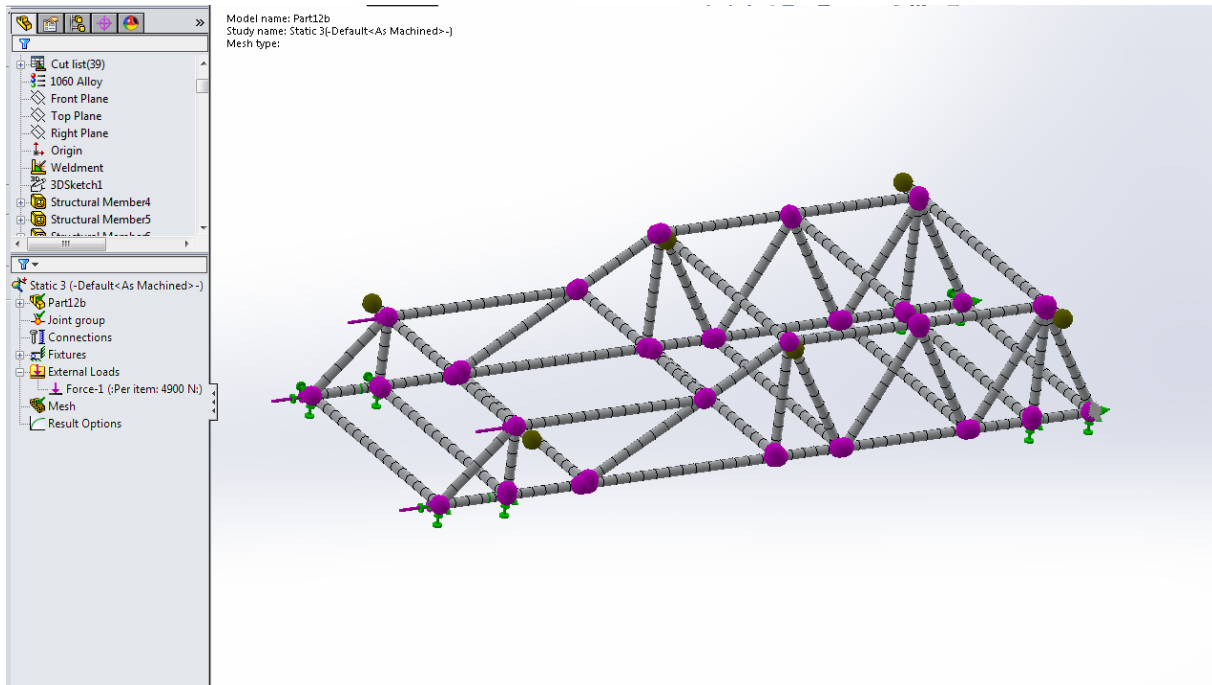 Model name: Part12b
Study name: Static 3(-Default<As Machined>-)
Mesh type:
Cut list(39)
1060 Alloy
Front Plane
Top Plane
Right Plane
Origin
Weldment
3DSketch1
Structural Member4
Structural Member5
Static 3 (-Default<As Machined>-)
Part12b
Joint group
Connections
Fixtures
External Loads
Force-1 (:Per item: 4900 N:)
Mesh
Result Options